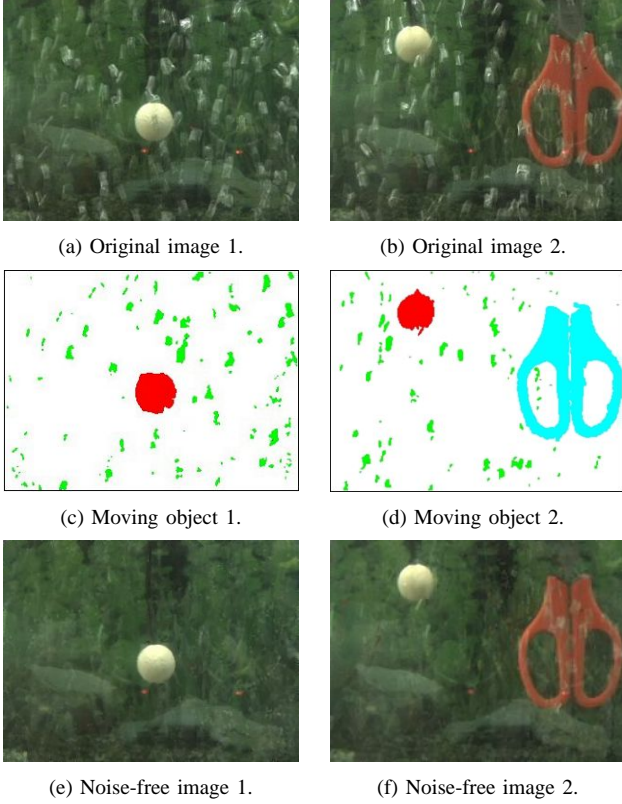 (a) Original image 1.
(b) Original image 2.
(c) Moving object 1.
(d) Moving object 2.
(e) Noise-free image 1.
(f) Noise-free image 2.